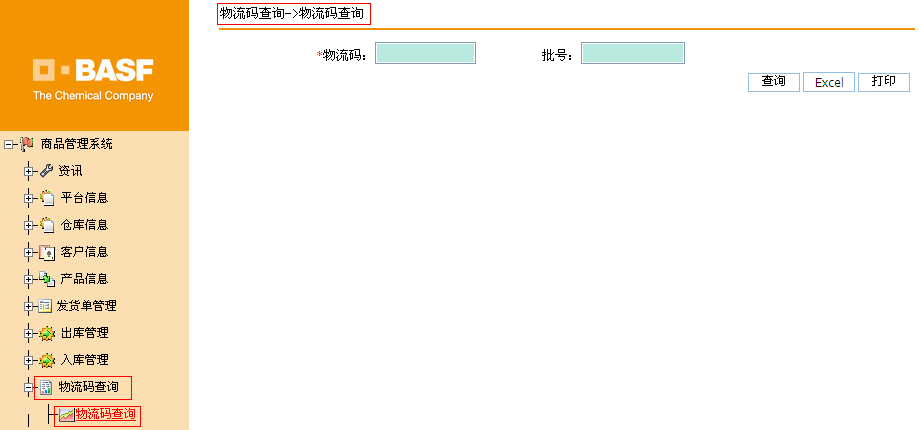 物流码查询->物流码查询
*物流码：
批号：
查询
Excel
打印
BASF
The Chemical Company
商品管理系统
资讯
平台信息
仓库信息
客户信息
产品信息
发货单管理
出库管理
入库管理
物流码查询
物流码查询